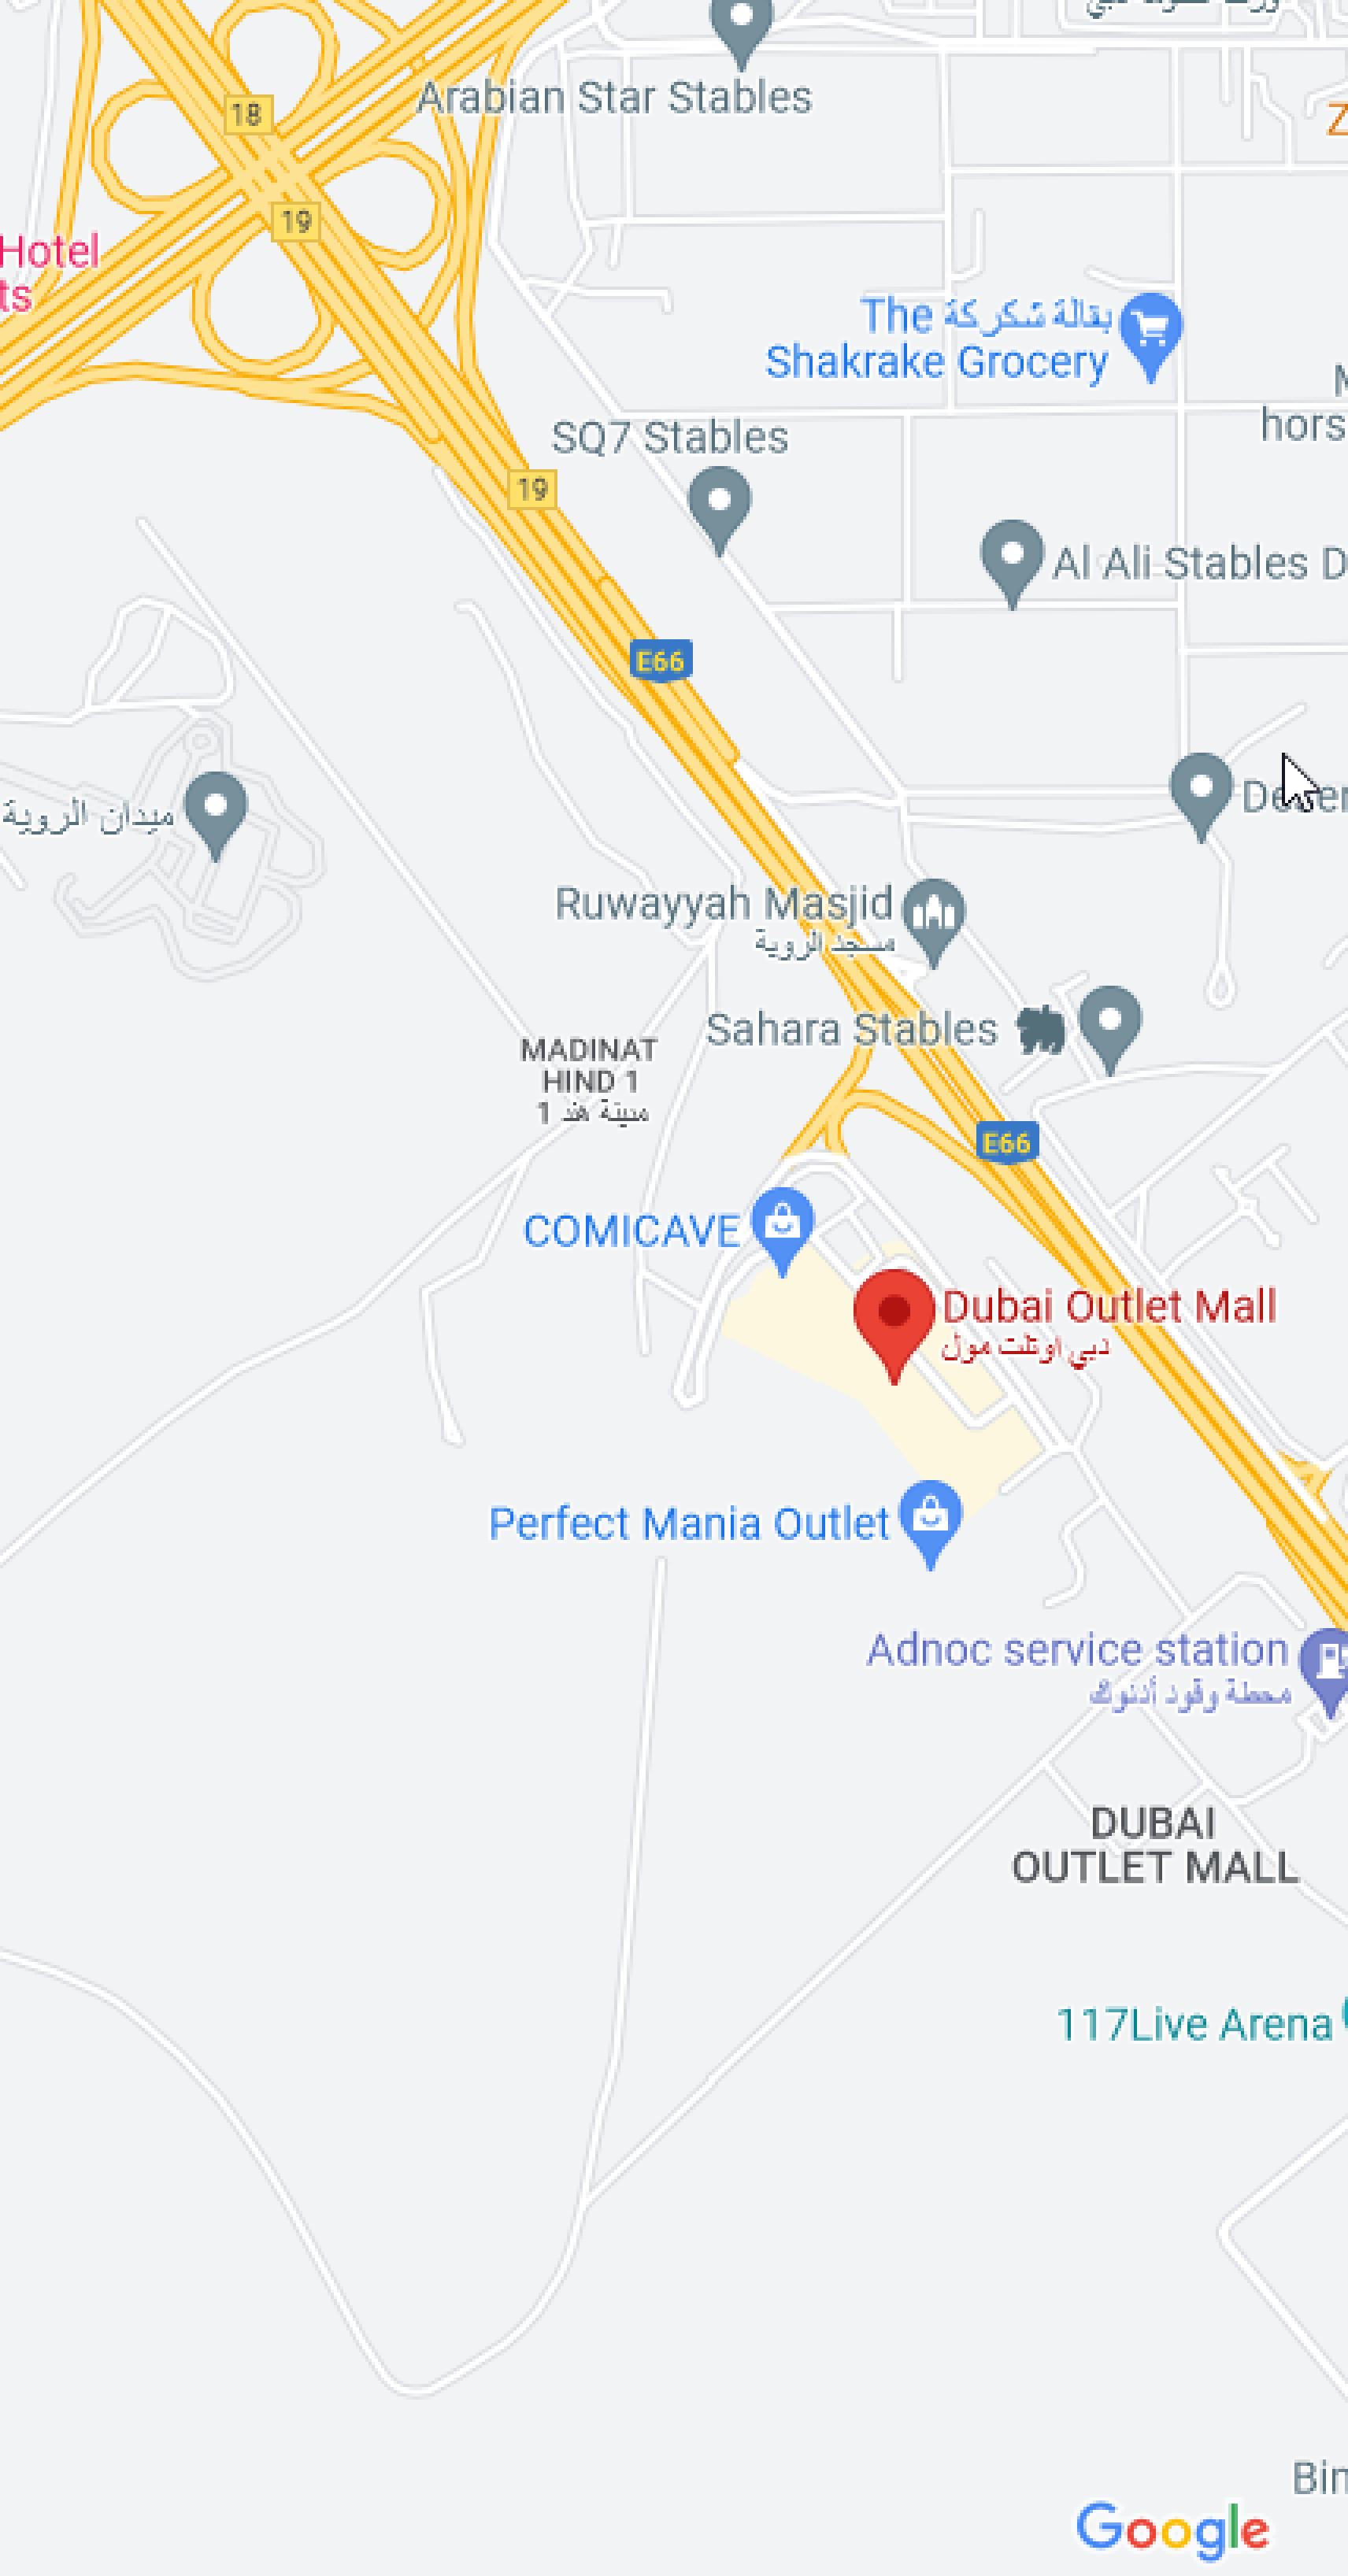 Arabian Star Stables
18
Z
19
Hotel
ts
The بقالة شكركة
Shakrake Grocery
hors
SQ7 Stables
19
Al Ali Stables D
E66
ميدان الروية
Ruwayyah Masjid
مسجد الروية
Sahara Stables
MADINAT
HIND 1
مدينة هند 1
E66
COMICAVE
Dubai Outlet Mall
دبي اوتلت مول
Perfect Mania Outlet
Adnoc service station
محطة وقود أدنوك
DUBAI
OUTLET MALL
117Live Arena
Bin
Google